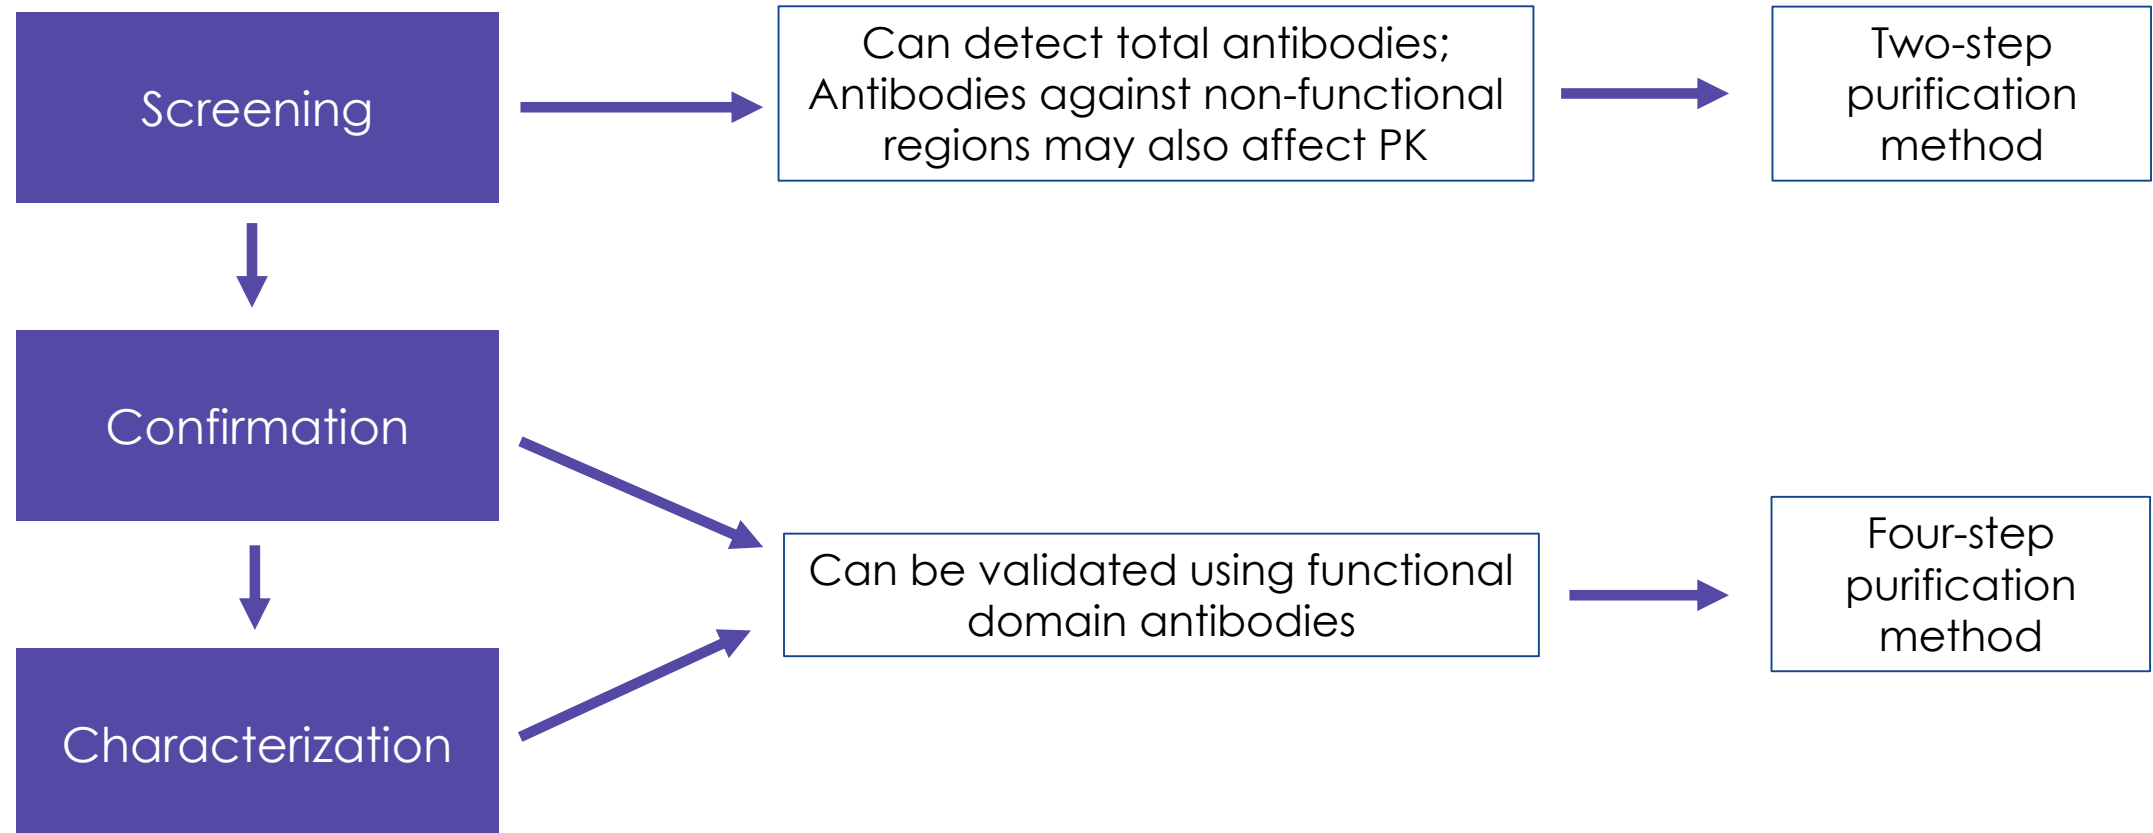 Screening
Can detect total antibodies;
Antibodies against non-functional
regions may also affect PK
Two-step
purification
method
Confirmation
Can be validated using functional
domain antibodies
Four-step
purification
method
Characterization